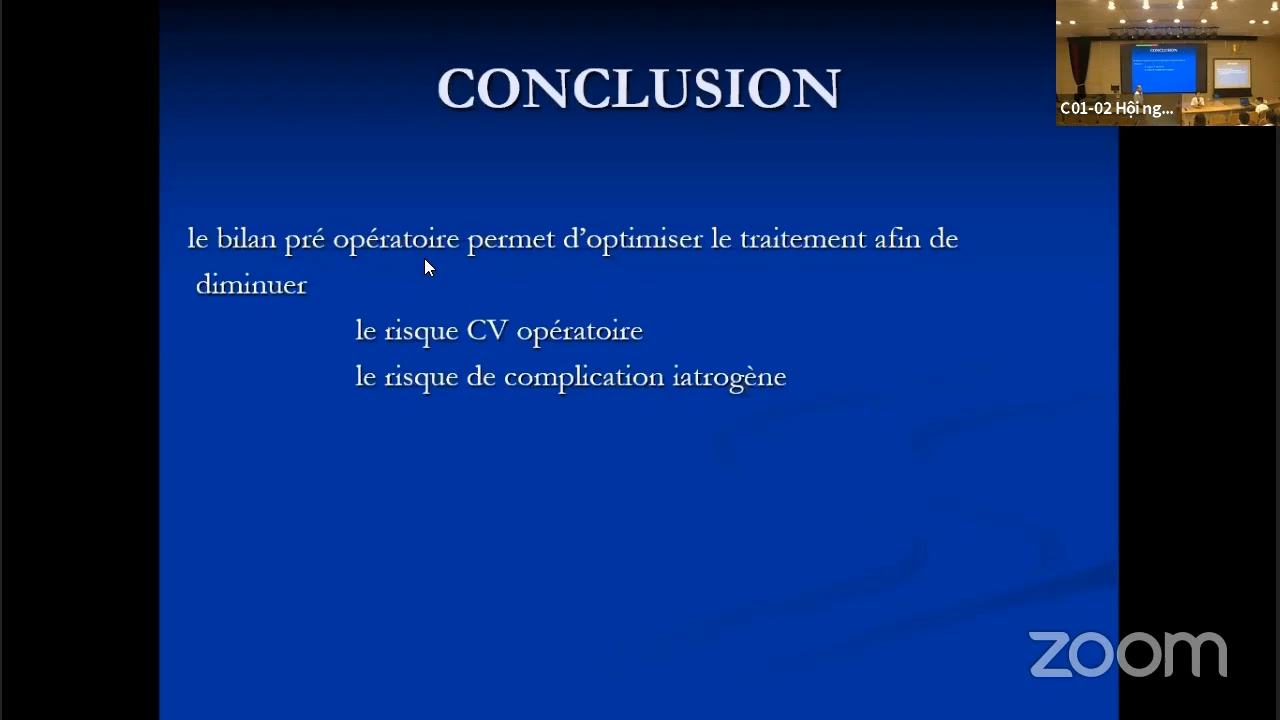 CONCLUSION
le bilan pré opératoire permet d’optimiser le traitement afin de
diminuer
le risque CV opératoire
le risque de complication iatrogène
C01-02 Hội ng...
zoom